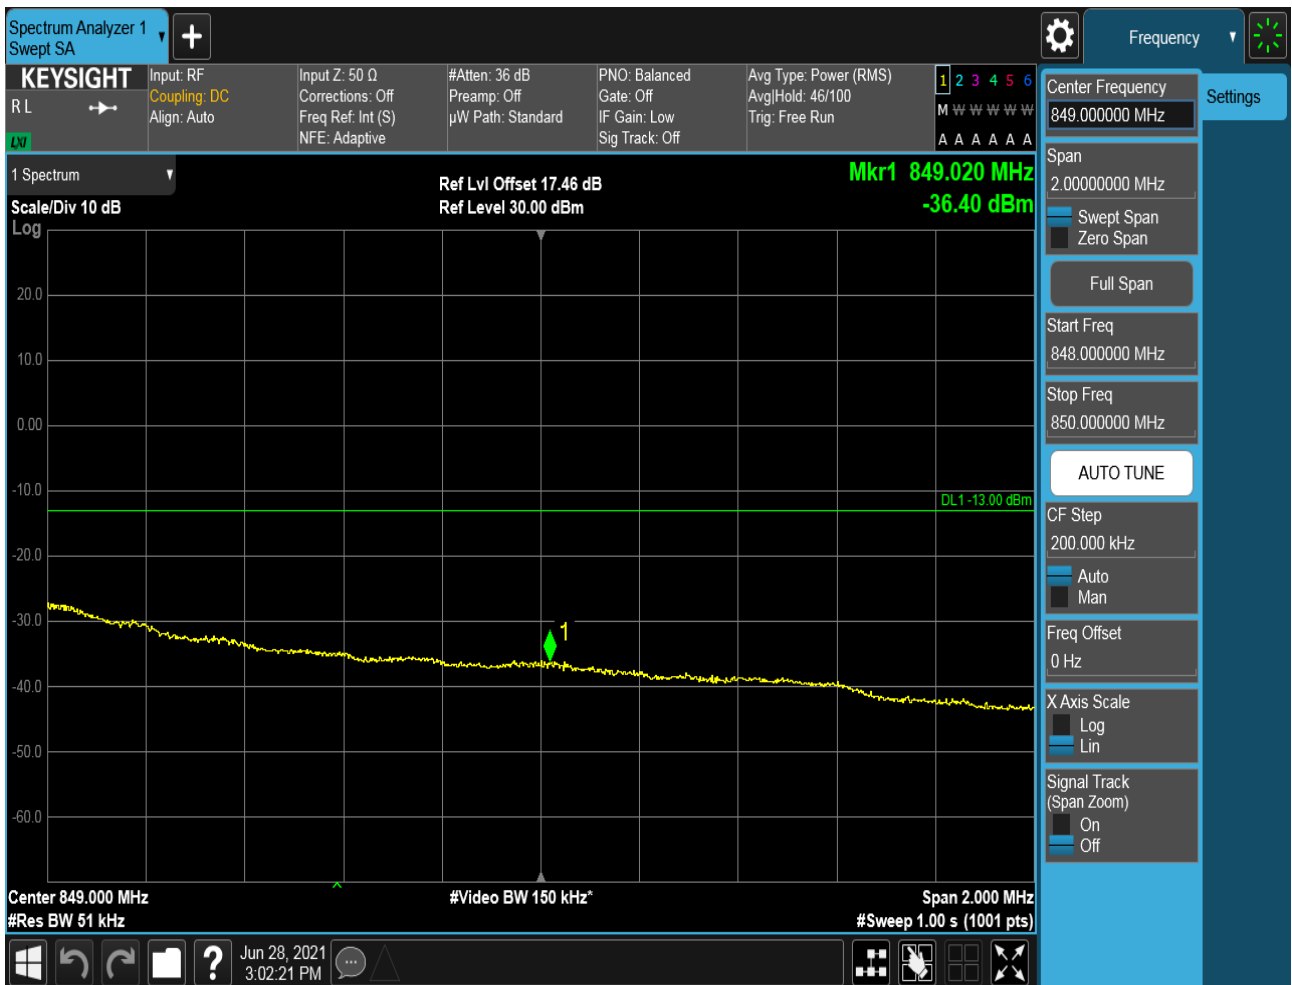 Spectrum Analyzer 1
Swept SA
Frequency
KEYSIGHT
R L
LXI
Input: RF
Coupling: DC
Align: Auto
Input Z: 50 Ω
Corrections: Off
Freq Ref: Int (S)
NFE: Adaptive
#Atten: 36 dB
Preamp: Off
µW Path: Standard
PNO: Balanced
Gate: Off
IF Gain: Low
Sig Track: Off
Avg Type: Power (RMS)
Avg|Hold: 46/100
Trig: Free Run
1 2 3 4 5 6
M W W W W W
A A A A A A
1 Spectrum
Scale/Div 10 dB
Log
Ref Lvl Offset 17.46 dB
Ref Level 30.00 dBm
Mkr1 849.020 MHz
-36.40 dBm
20.0
10.0
0.00
-10.0
DL1 -13.00 dBm
-20.0
-30.0
1
-40.0
-50.0
-60.0
Center 849.000 MHz
#Video BW 150 kHz*
Span 2.000 MHz
#Res BW 51 kHz
#Sweep 1.00 s (1001 pts)
Center Frequency
849.000000 MHz
Settings
Span
2.00000000 MHz
Swept Span
Zero Span
Full Span
Start Freq
848.000000 MHz
Stop Freq
850.000000 MHz
AUTO TUNE
CF Step
200.000 kHz
Auto
Man
Freq Offset
0 Hz
X Axis Scale
Log
Lin
Signal Track
(Span Zoom)
On
Off
?
Jun 28, 2021
3:02:21 PM